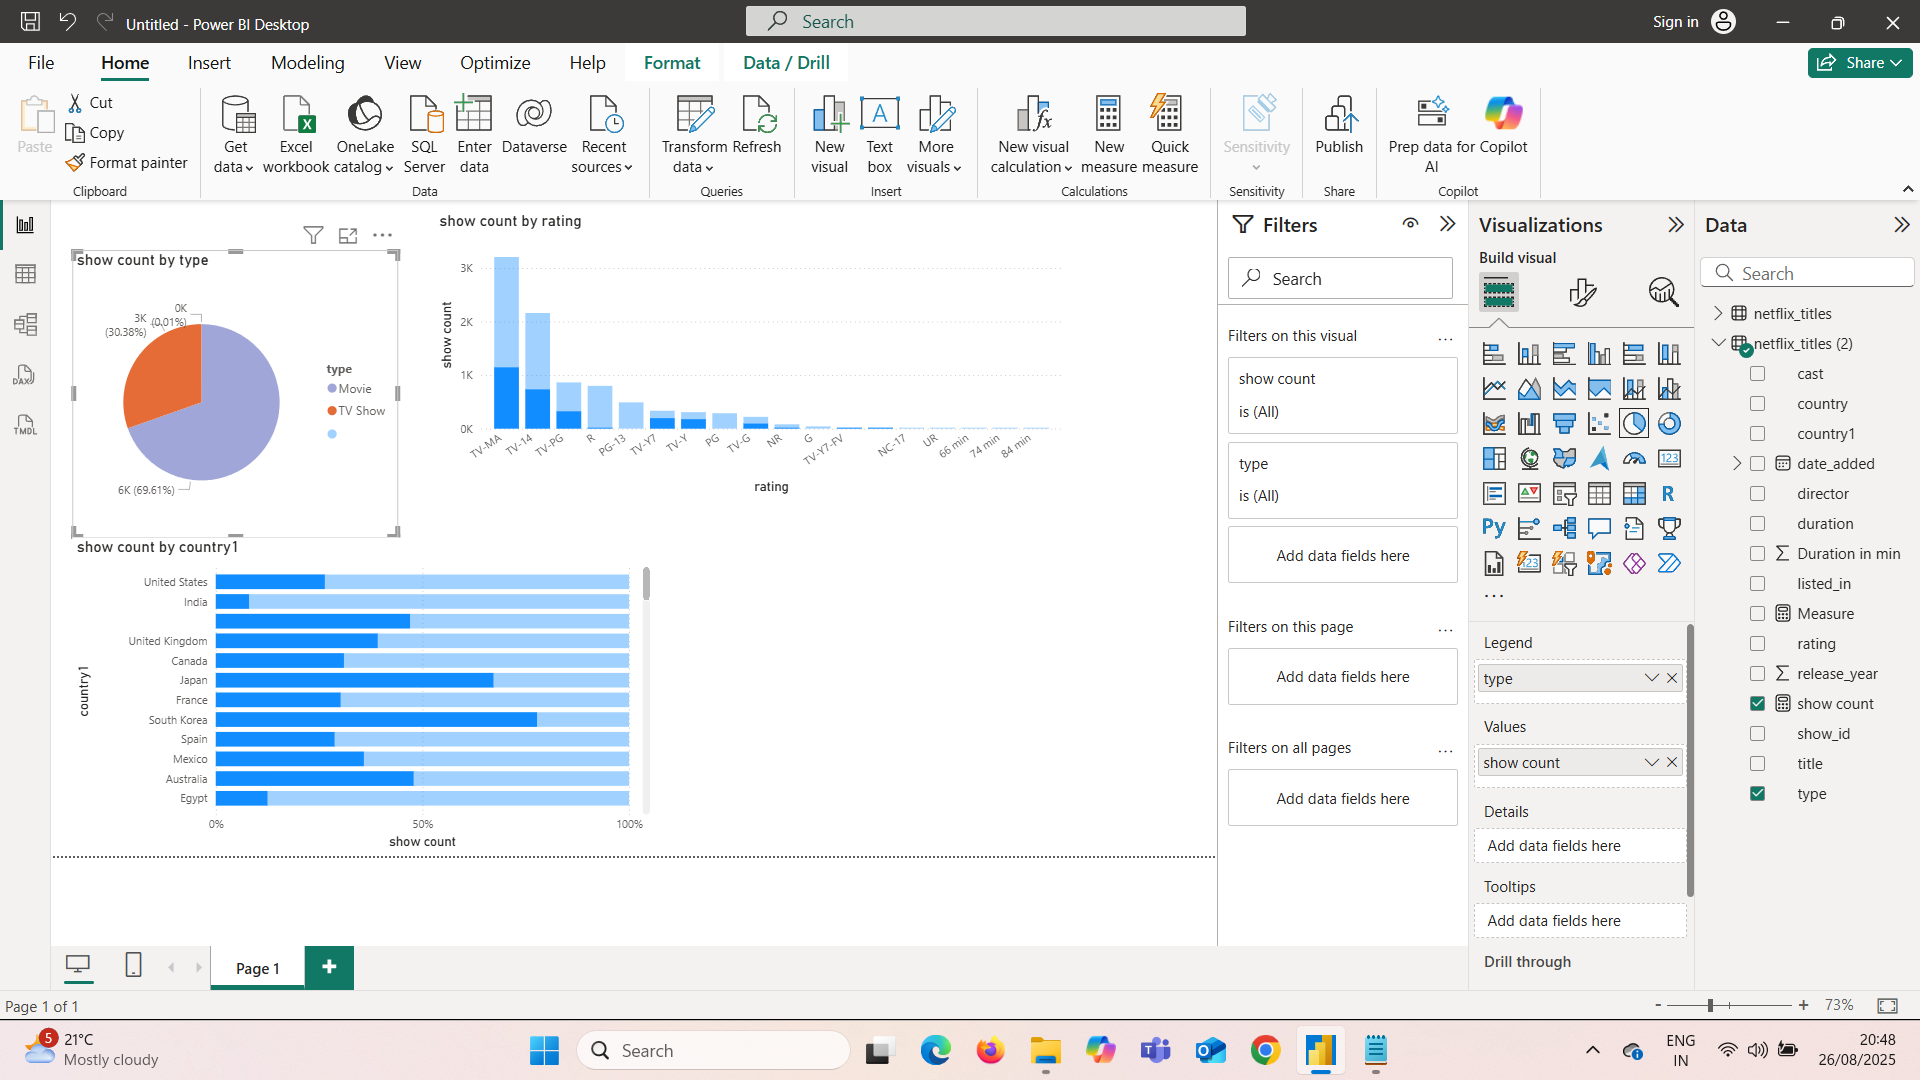 Untitled - Power BI Desktop
Search
Sign in
File
Home
Insert
Modeling
View
Optimize
Help
Format
Data / Drill
Share
Paste
Cut
Copy
Format painter
Clipboard
Get data
Excel workbook
OneLake catalog
SQL Server
Enter data
Dataverse
Recent sources
Data
Transform data
Refresh
Queries
New visual
Text box
More visuals
Insert
New visual calculation
New measure
Quick measure
Calculations
Sensitivity
Sensitivity
Publish
Share
Prep data for AI
Copilot
Copilot
show count by type
0K
(0.01%)
3K
(30.38%)
6K (69.61%)
type
Movie
TV Show
show count by rating
show count
3K
2K
1K
0K
TV-MA
TV-14
TV-PG
R
PG-13
TV-Y7
TV-Y
PG
TV-G
NR
G
TV-Y7-FV
NC-17
UR
66 min
74 min
84 min
rating
show count by country1
country1
United States
India
United Kingdom
Canada
Japan
France
South Korea
Spain
Mexico
Australia
Egypt
0%
50%
100%
show count
Filters
Search
Filters on this visual
show count
is (All)
type
is (All)
Add data fields here
Filters on this page
Add data fields here
Filters on all pages
Add data fields here
Visualizations
Build visual
123
R
Py
123
Legend
type
Values
show count
Details
Add data fields here
Tooltips
Add data fields here
Drill through
Data
Search
netflix_titles
netflix_titles (2)
cast
country
country1
date_added
director
duration
Duration in min
listed_in
Measure
rating
release_year
show count
show_id
title
type
DAX
TMDL
Page 1
Page 1 of 1
73%
5
21°C
Mostly cloudy
Search
ENG
IN
20:48
26/08/2025